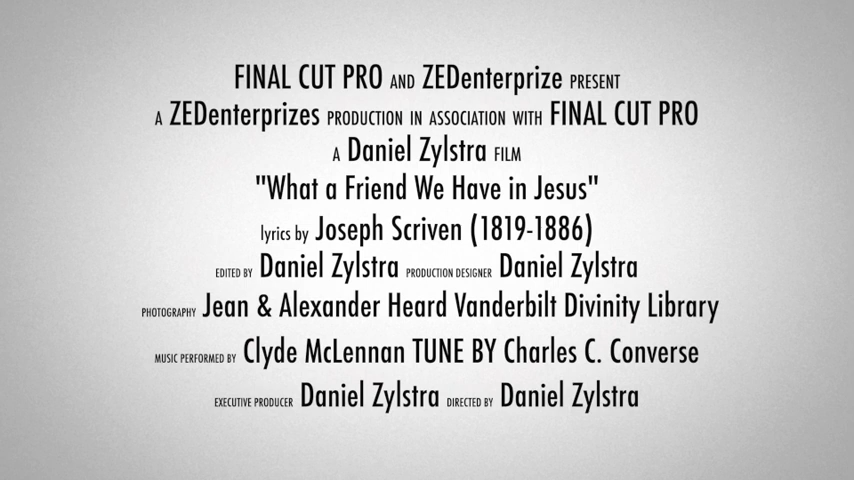 FINAL CUT PRO AND ZEDenterprize PRESENT
A ZEDenterprizes PRODUCTION IN ASSOCIATION WITH FINAL CUT PRO
A Daniel Zylstra FILM
"What a Friend We Have in Jesus"
lyrics by Joseph Scriven (1819-1886)
EDITED BY Daniel Zylstra PRODUCTION DESIGNER Daniel Zylstra
PHOTOGRAPHY Jean & Alexander Heard Vanderbilt Divinity Library
MUSIC PERFORMED BY Clyde McLennan TUNE BY Charles C. Converse
EXECUTIVE PRODUCER Daniel Zylstra DIRECTED BY Daniel Zylstra